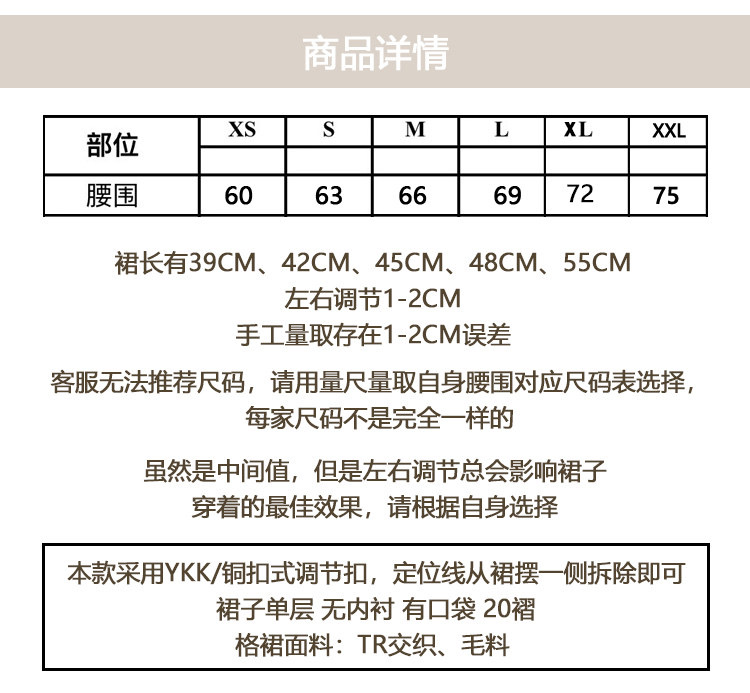 商品详情
部位 XS S M L XL XXL
腰围 60 63 66 69 72 75
裙长有39CM、42CM、45CM、48CM、55CM
左右调节1-2CM
手工量取存在1-2CM误差
客服无法推荐尺码，请用量尺量取自身腰围对应尺码表选择，
每家尺码不是完全一样的
虽然是中间值，但是左右调节总会影响裙子
穿着的最佳效果，请根据自身选择
本款采用YKK/铜扣式调节扣，定位线从裙摆一侧拆除即可
裙子单层 无内衬 有口袋 20褶
格裙面料：TR交织、毛料